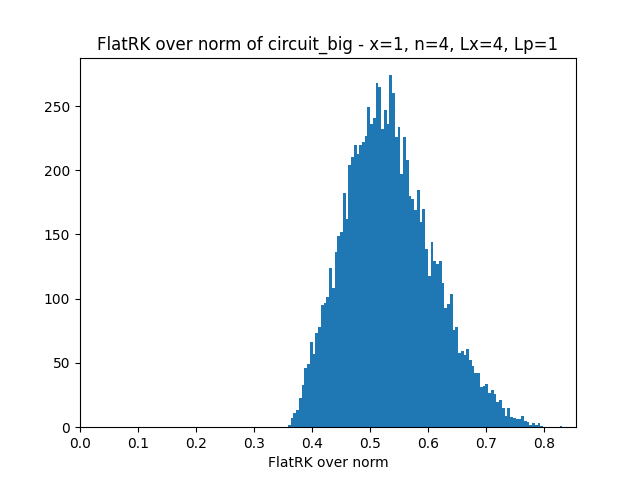 FlatRK over norm of circuit_big - x=1, n=4, Lx=4, Lp=1
250
200
150
100
50
0
0.0 0.1 0.2 0.3 0.4 0.5 0.6 0.7 0.8
FlatRK over norm